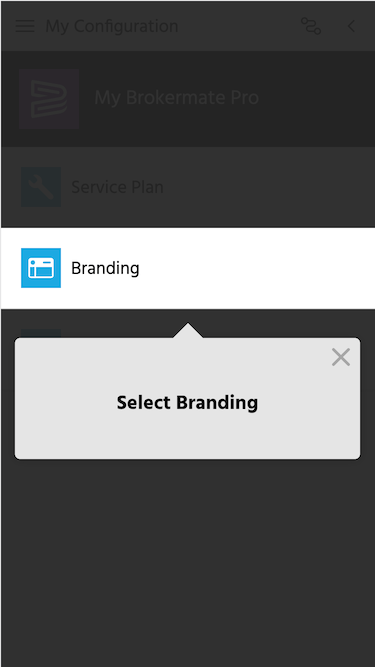 My Configuration
My Brokermate Pro
Service Plan
Branding
Select Branding